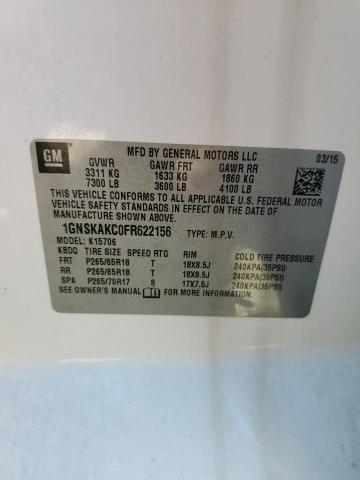 GM
MFD BY GENERAL MOTORS LLC
03/15
GVWR GAWR FRT GAWR RR
3311 KG 1633 KG 1860 KG
7300 LB 3600 LB 4100 LB
THIS VEHICLE CONFORMS TO ALL APPLICABLE U.S. FEDERAL MOTOR
VEHICLE SAFETY STANDARDS IN EFFECT ON THE DATE OF
MANUFACTURE SHOWN ABOVE.
1GNSKAKC0FR622156 TYPE: M.P.V.
MODEL: K15706
KBDQ TIRE SIZE SPEED RTG RIM COLD TIRE PRESSURE
FRT P265/65R18 T 18X8.5J 240KPA(35PSI)
RR P265/65R18 T 18X8.5J 240KPA(35PSI)
SPA P265/70R17 S 17X7.5J 240KPA(35PSI)
SEE OWNER'S MANUAL FOR ADDITIONAL INFORMATION